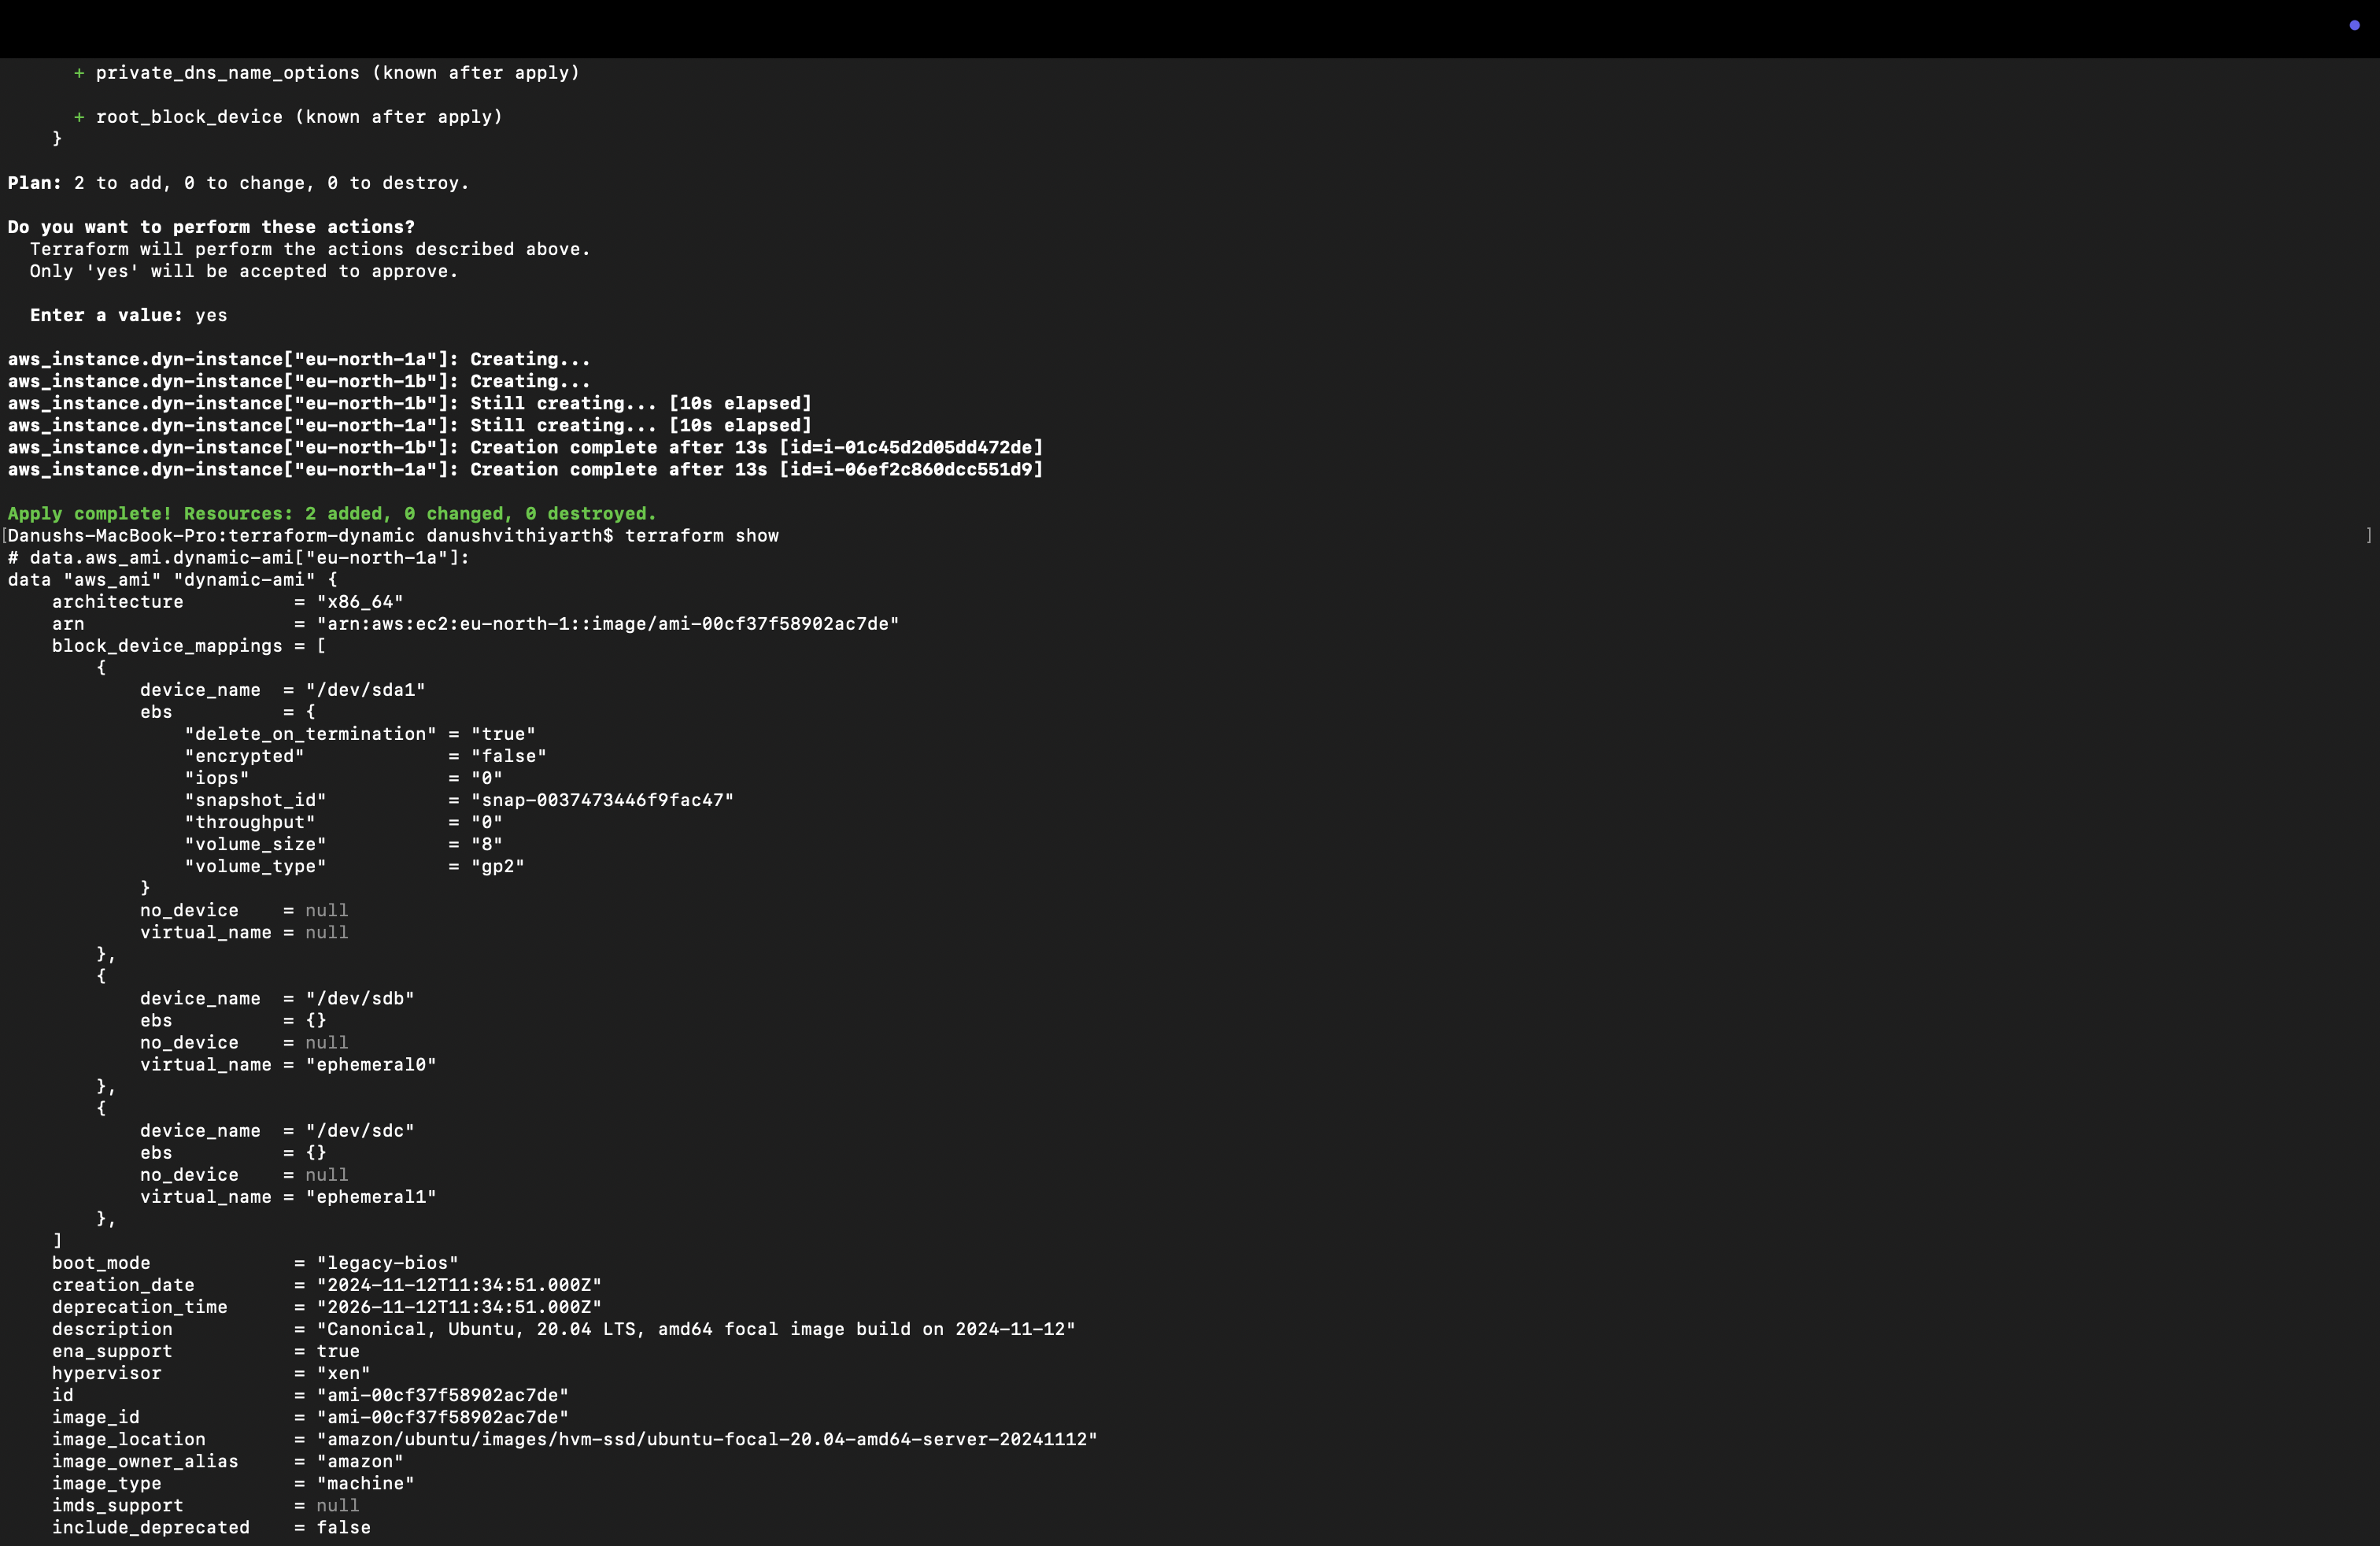 + private_dns_name_options (known after apply)

      + root_block_device (known after apply)
    }

Plan: 2 to add, 0 to change, 0 to destroy.

Do you want to perform these actions?
  Terraform will perform the actions described above.
  Only 'yes' will be accepted to approve.

  Enter a value: yes

aws_instance.dyn-instance["eu-north-1a"]: Creating...
aws_instance.dyn-instance["eu-north-1b"]: Creating...
aws_instance.dyn-instance["eu-north-1b"]: Still creating... [10s elapsed]
aws_instance.dyn-instance["eu-north-1a"]: Still creating... [10s elapsed]
aws_instance.dyn-instance["eu-north-1b"]: Creation complete after 13s [id=i-01c45d2d05dd472de]
aws_instance.dyn-instance["eu-north-1a"]: Creation complete after 13s [id=i-06ef2c860dcc551d9]

Apply complete! Resources: 2 added, 0 changed, 0 destroyed.
[Danushs-MacBook-Pro:terraform-dynamic danushvithiyarth$ terraform show ]
# data.aws_ami.dynamic-ami["eu-north-1a"]:
data "aws_ami" "dynamic-ami" {
    architecture          = "x86_64"
    arn                   = "arn:aws:ec2:eu-north-1::image/ami-00cf37f58902ac7de"
    block_device_mappings = [
        {
            device_name  = "/dev/sda1"
            ebs          = {
                "delete_on_termination" = "true"
                "encrypted"             = "false"
                "iops"                  = "0"
                "snapshot_id"           = "snap-0037473446f9fac47"
                "throughput"            = "0"
                "volume_size"           = "8"
                "volume_type"           = "gp2"
            }
            no_device    = null
            virtual_name = null
        },
        {
            device_name  = "/dev/sdb"
            ebs          = {}
            no_device    = null
            virtual_name = "ephemeral0"
        },
        {
            device_name  = "/dev/sdc"
            ebs          = {}
            no_device    = null
            virtual_name = "ephemeral1"
        },
    ]
    boot_mode             = "legacy-bios"
    creation_date         = "2024-11-12T11:34:51.000Z"
    deprecation_time      = "2026-11-12T11:34:51.000Z"
    description           = "Canonical, Ubuntu, 20.04 LTS, amd64 focal image build on 2024-11-12"
    ena_support           = true
    hypervisor            = "xen"
    id                    = "ami-00cf37f58902ac7de"
    image_id              = "ami-00cf37f58902ac7de"
    image_location        = "amazon/ubuntu/images/hvm-ssd/ubuntu-focal-20.04-amd64-server-20241112"
    image_owner_alias     = "amazon"
    image_type            = "machine"
    imds_support          = null
    include_deprecated    = false